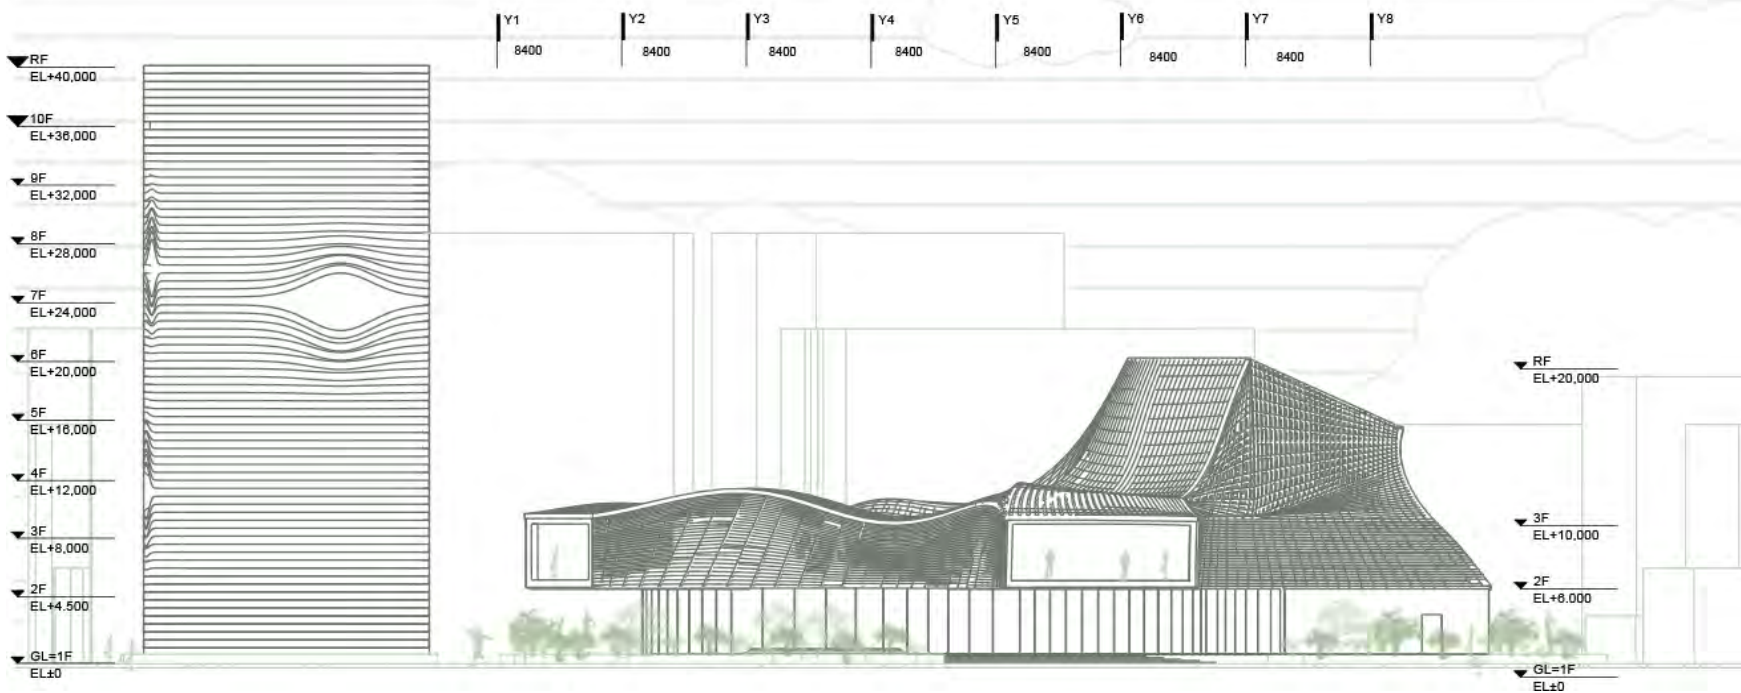 Y1 Y2 Y3 Y4 Y5 Y6 Y7 Y8
8400 8400 8400 8400 8400 8400 8400
RF
EL+40,000
10F
EL+36,000
9F
EL+32,000
8F
EL+28,000
7F
EL+24,000
6F
EL+20,000
5F
EL+16,000
4F
EL+12,000
3F
EL+8,000
2F
EL+4.500
GL=1F
EL±0
RF
EL+20,000
3F
EL+10,000
2F
EL+6.000
GL=1F
EL±0